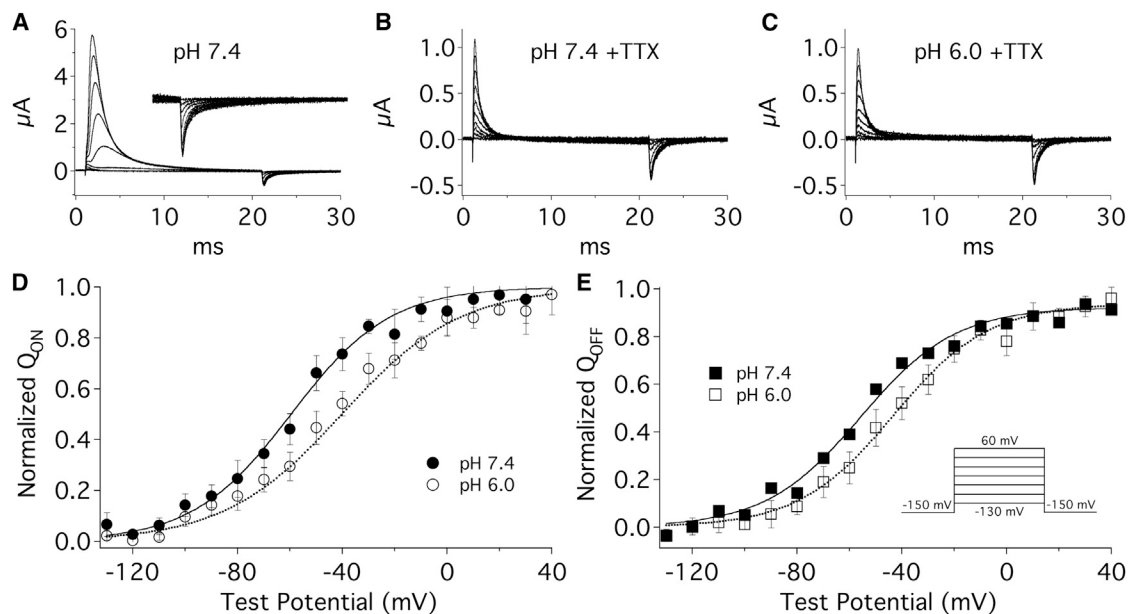 A
B
C
6
4
2
0
µA
pH 7.4
0
5
10
15
20
25
30
ms
1.0
0.5
0.0
-0.5
µA
pH 7.4 +TTX
0
10
20
30
ms
1.0
0.5
0.0
-0.5
µA
pH 6.0 +TTX
0
10
20
30
ms
D
1.0
0.8
0.6
0.4
0.2
0.0
Normalized QON
pH 7.4
pH 6.0
-120
-80
-40
0
40
Test Potential (mV)
E
1.0
0.8
0.6
0.4
0.2
0.0
Normalized QOFF
pH 7.4
pH 6.0
60 mV
-150 mV
-130 mV
-150 mV
-120
-80
-40
0
40
Test Potential (mV)